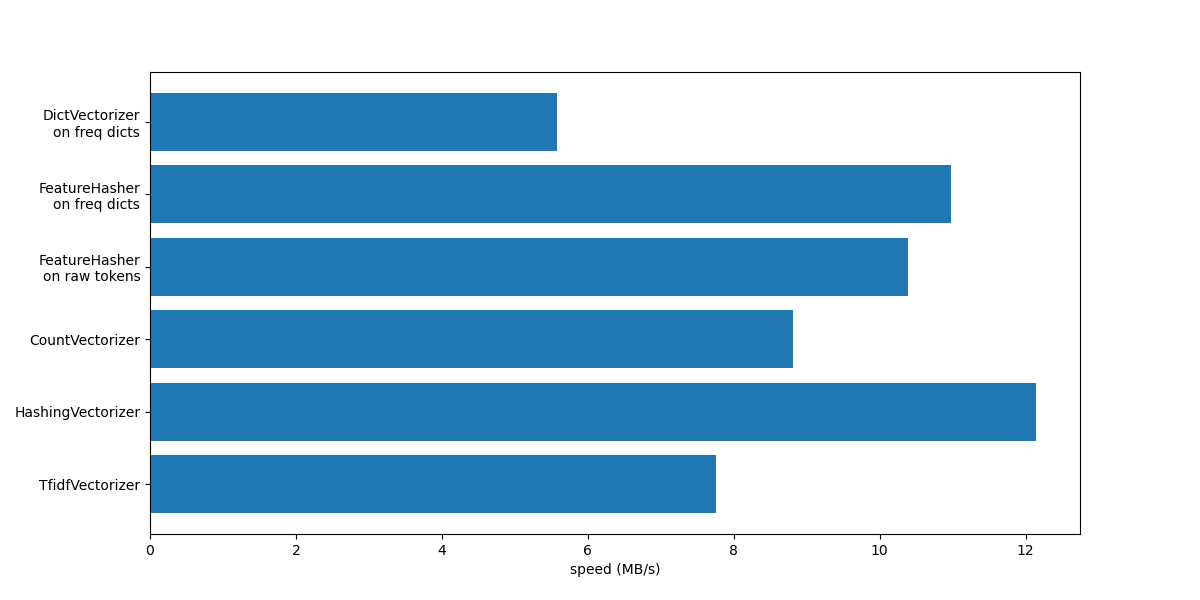 DictVectorizer
on freq dicts
FeatureHasher
on freq dicts
FeatureHasher
on raw tokens
CountVectorizer
HashingVectorizer
TfidfVectorizer
0 2 4 6 8 10 12
speed (MB/s)